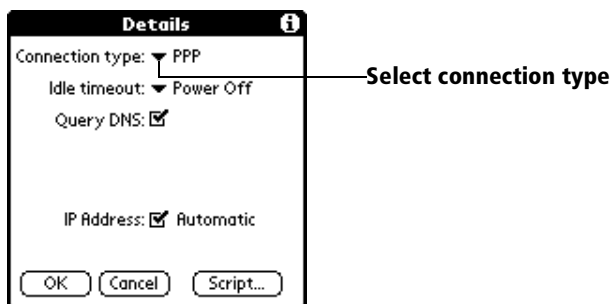 Details
Connection type: PPP
Select connection type
Idle timeout: Power Off
Query DNS:
IP Address: Automatic
OK Cancel Script...